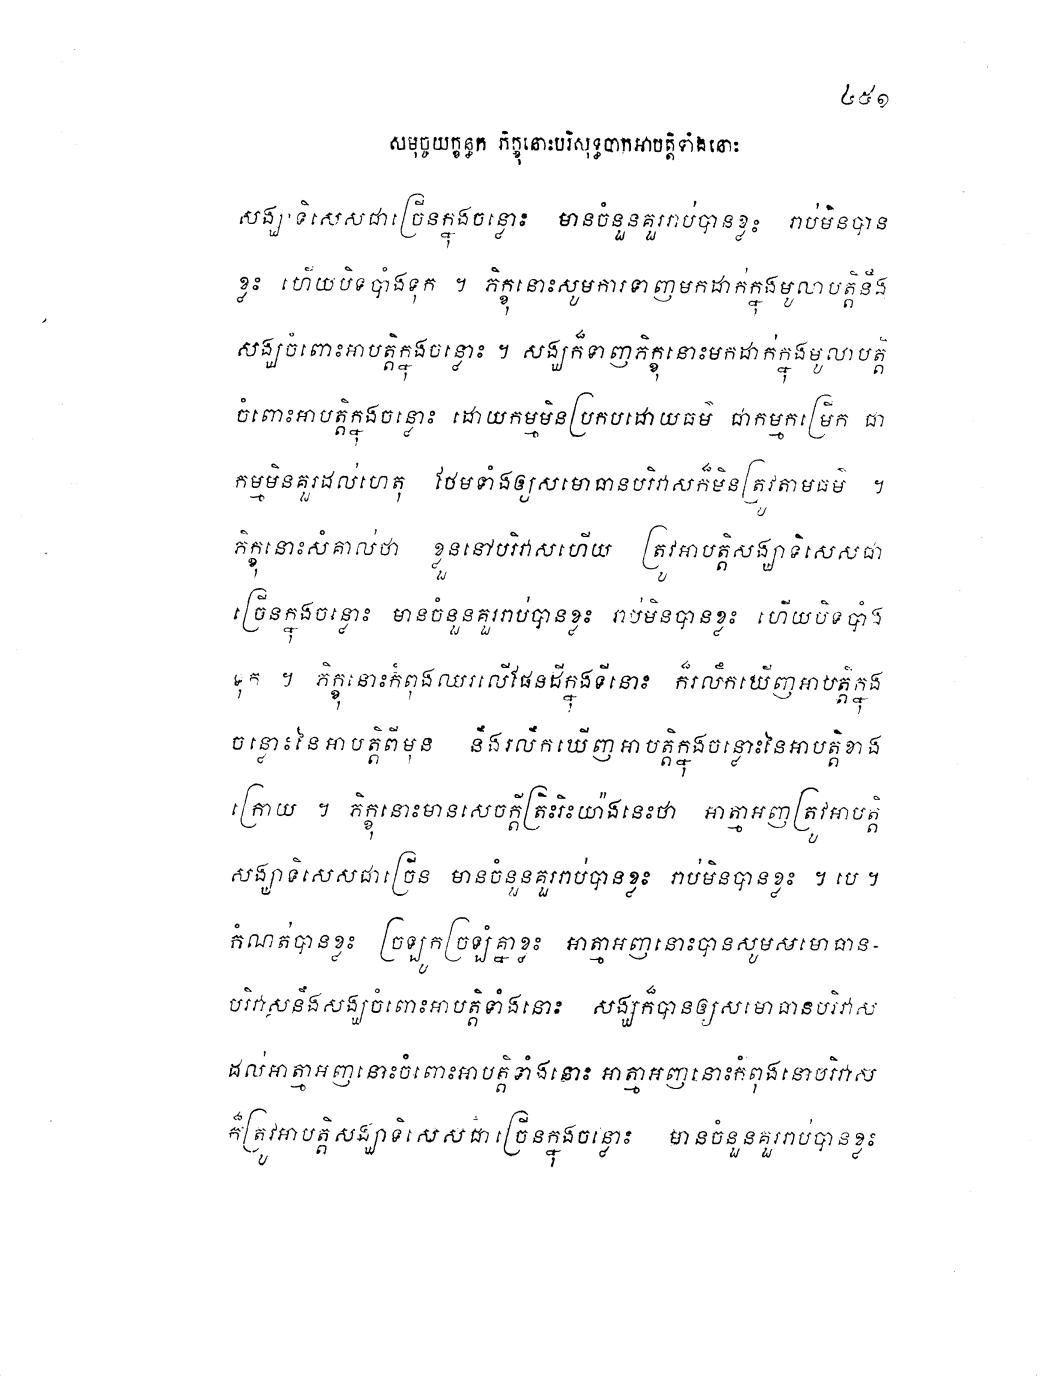 ៤៥១
សមុច្ចយក្ខន្ធក ភិក្ខុនោះបរិសុទ្ធចាកអាបត្តិទាំងនោះ
សង្ឃាទិសេសជាច្រើនក្នុងចន្លោះ មានចំនួនគួររាប់បានខ្លះ រាប់មិនបាន
ខ្លះ ហើយបិទបាំងទុក ។ ភិក្ខុនោះសូមការទាញមកដាក់ក្នុងមូលាបត្តិនឹង
សង្ឃចំពោះអាបត្តិក្នុងចន្លោះ ។ សង្ឃក៏ទាញភិក្ខុនោះមកដាក់ក្នុងមូលាបត្តិ
ចំពោះអាបត្តិក្នុងចន្លោះ ដោយកម្មមិនប្រកបដោយធម៌ ជាកម្មកម្រើក ជា
កម្មមិនគួរដល់ហេតុ ថែមទាំងឲ្យសមោធានបរិវាសក៏មិនត្រូវតាមធម៌ ។
ភិក្ខុនោះសំគាល់ថា ខ្លួននៅបរិវាសហើយ ត្រូវអាបត្តិសង្ឃាទិសេសជា
ច្រើនក្នុងចន្លោះ មានចំនួនគួររាប់បានខ្លះ រាប់មិនបានខ្លះ ហើយបិទបាំង
ទុក ។ ភិក្ខុនោះកំពុងឈរលើផែនដីក្នុងទីនោះ ក៏រលឹកឃើញអាបត្តិក្នុង
ចន្លោះនៃអាបត្តិពីមុន នឹងរលឹកឃើញអាបត្តិក្នុងចន្លោះនៃអាបត្តិខាង
ក្រោយ ។ ភិក្ខុនោះមានសេចក្តីត្រិះរិះយ៉ាងនេះថា អាត្មាអញត្រូវអាបត្តិ
សង្ឃាទិសេសជាច្រើន មានចំនួនគួររាប់បានខ្លះ រាប់មិនបានខ្លះ ។ បេ ។
កំណត់បានខ្លះ ច្រឡូកច្រឡំគ្នាខ្លះ អាត្មាអញនោះបានសូមសមោធាន-
បរិវាសនឹងសង្ឃចំពោះអាបត្តិទាំងនោះ សង្ឃក៏បានឲ្យសមោធានបរិវាស
ដល់អាត្មាអញនោះចំពោះអាបត្តិទាំងនោះ អាត្មាអញនោះកំពុងនៅបរិវាស
ក៏ត្រូវអាបត្តិសង្ឃាទិសេសជាច្រើនក្នុងចន្លោះ មានចំនួនគួររាប់បានខ្លះ